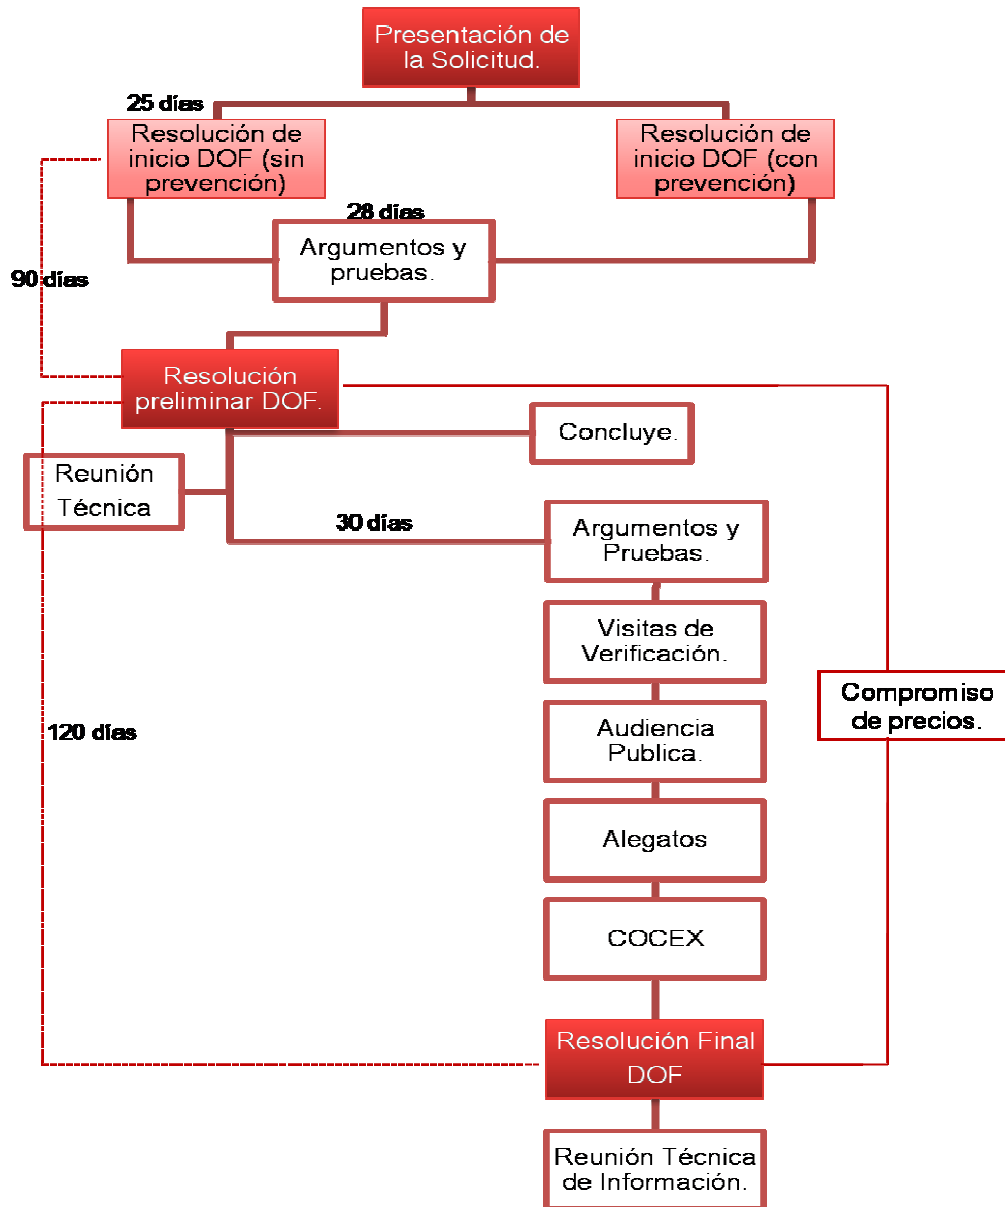 Presentación de
la Solicitud.
25 días
Resolución de
inicio DOF (sin
prevención)
Resolución de
inicio DOF (con
prevención)
28 días
Argumentos y
pruebas.
90 días
Resolución
preliminar DOF.
Concluye.
Reunión
Técnica
30 días
Argumentos y
Pruebas.
Visitas de
Verificación.
Compromiso
de precios.
120 días
Audiencia
Publica.
Alegatos
COCEX
Resolución Final
DOF
Reunión Técnica
de Información.